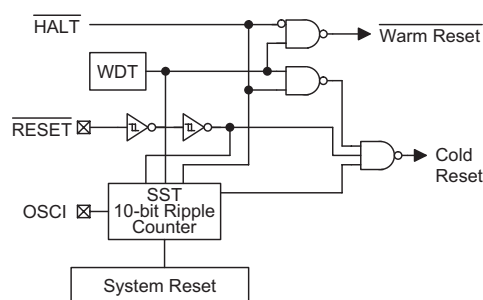 HALT
Warm Reset
WDT
RESET
Cold
Reset
SST
10-bit Ripple
Counter
OSCI
System Reset